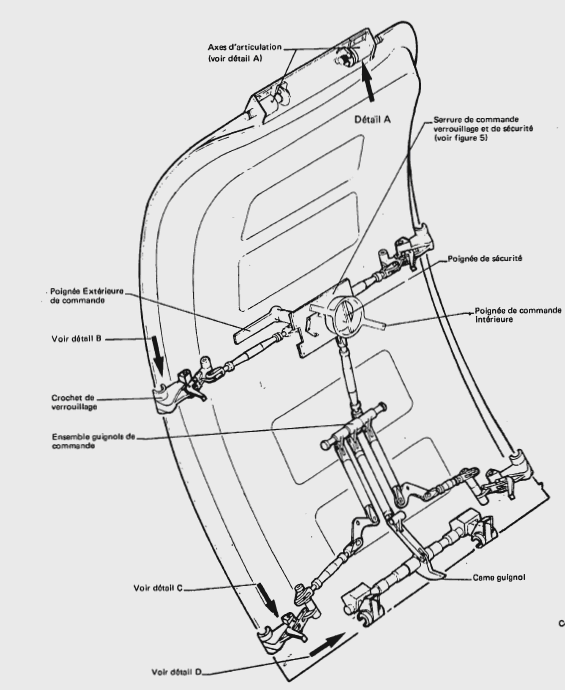 Axes d'articulation
(voir détail A)
Détail A
Serrure de commande
verrouillage et de sécurité
(voir figure 5)
Poignée de sécurité
Poignée Extérieure
de commande
Poignée de commande
intérieure
Voir détail B
Crochet de
verrouillage
Ensemble guignols de
commande
Came guignol
Voir détail C
C
Voir détail D